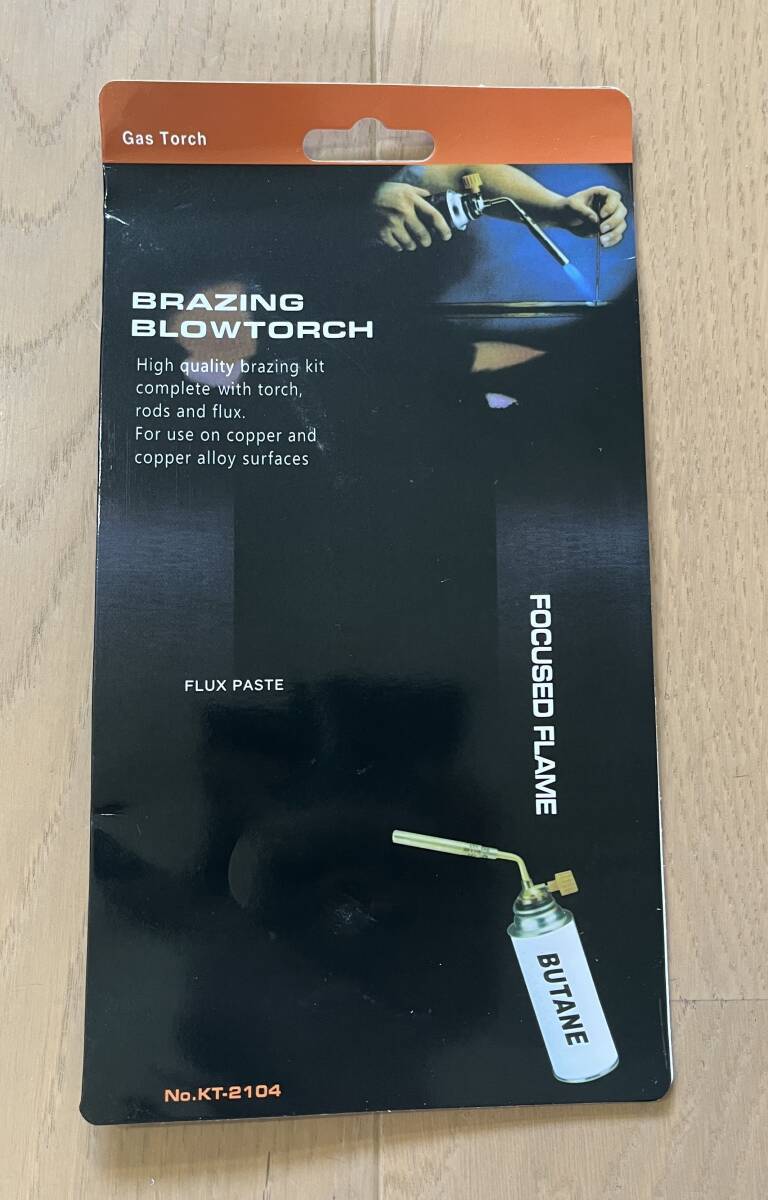 Gas Torch
BRAZING
BLOWTORCH
High quality brazing kit
complete with torch,
rods and flux.
For use on copper and
copper alloy surfaces
FOCUSED FLAME
FLUX PASTE
BUTANE
No.KT-2104